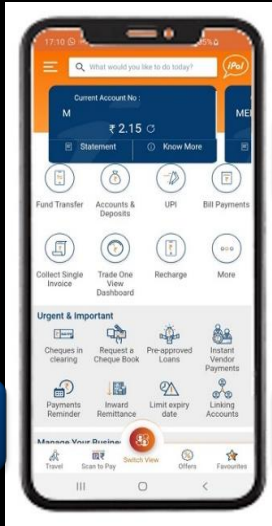 17:10
5%
What would you like to do today?
iPal
Current Account No :
M
₹ 2.15
Statement
Know More
ME
Fund Transfer
Accounts & Deposits
UPI
Bill Payments
Collect Single Invoice
Trade One View Dashboard
Recharge
More
Urgent & Important
Cheques in clearing
Request a Cheque Book
Pre-approved Loans
Instant Vendor Payments
Payments Reminder
Inward Remittance
Limit expiry date
Linking Accounts
Manage Your Busine
Travel
Scan to Pay
Switch View
Offers
Favourites